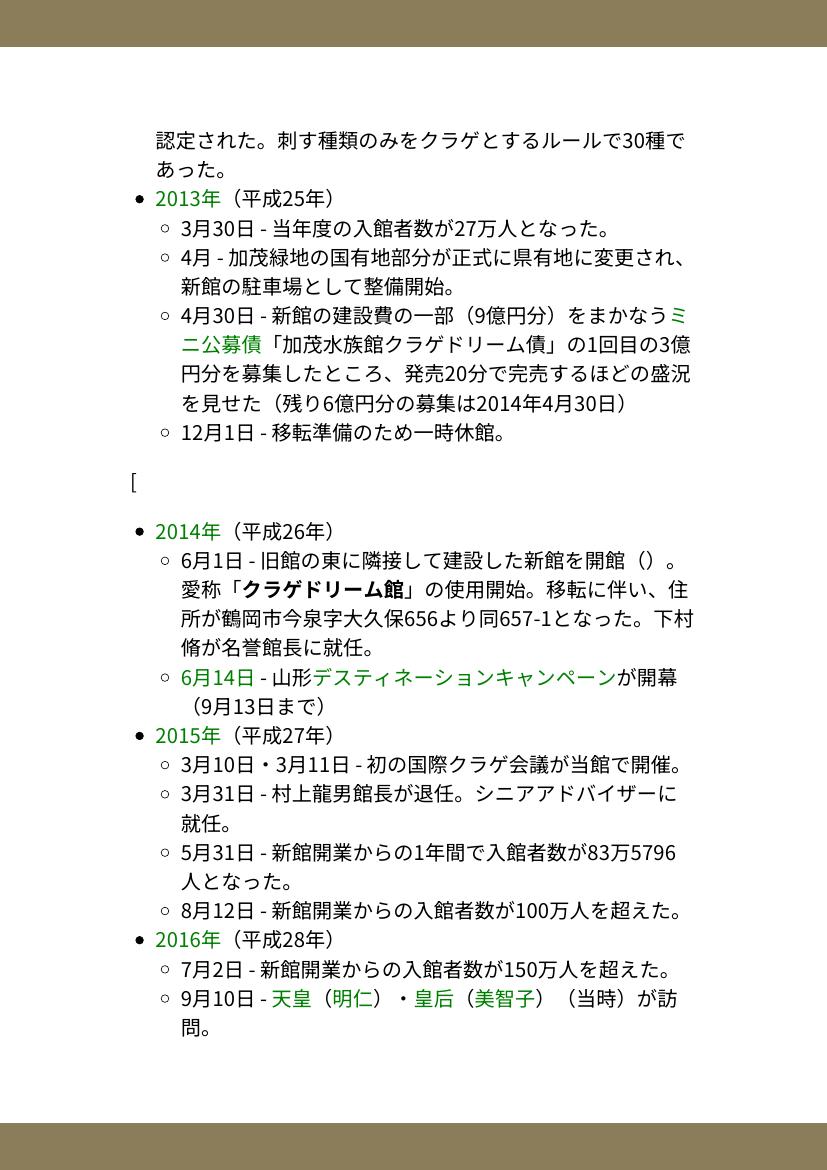 認定された。刺す種類のみをクラゲとするルールで30種で
あった。
• 2013年（平成25年）
◦ 3月30日 - 当年度の入館者数が27万人となった。
◦ 4月 - 加茂緑地の国有地部分が正式に県有地に変更され、
新館の駐車場として整備開始。
◦ 4月30日 - 新館の建設費の一部（9億円分）をまかなうミ
ニ公募債「加茂水族館クラゲドリーム債」の1回目の3億
円分を募集したところ、発売20分で完売するほどの盛況
を見せた（残り6億円分の募集は2014年4月30日）
◦ 12月1日 - 移転準備のため一時休館。
[
• 2014年（平成26年）
◦ 6月1日 - 旧館の東に隣接して建設した新館を開館（）。
愛称「クラゲドリーム館」の使用開始。移転に伴い、住
所が鶴岡市今泉字大久保656より同657-1となった。下村
脩が名誉館長に就任。
◦ 6月14日 - 山形デスティネーションキャンペーンが開幕
（9月13日まで）
• 2015年（平成27年）
◦ 3月10日・3月11日 - 初の国際クラゲ会議が当館で開催。
◦ 3月31日 - 村上龍男館長が退任。シニアアドバイザーに
就任。
◦ 5月31日 - 新館開業からの1年間で入館者数が83万5796
人となった。
◦ 8月12日 - 新館開業からの入館者数が100万人を超えた。
• 2016年（平成28年）
◦ 7月2日 - 新館開業からの入館者数が150万人を超えた。
◦ 9月10日 - 天皇（明仁）・皇后（美智子）（当時）が訪
問。